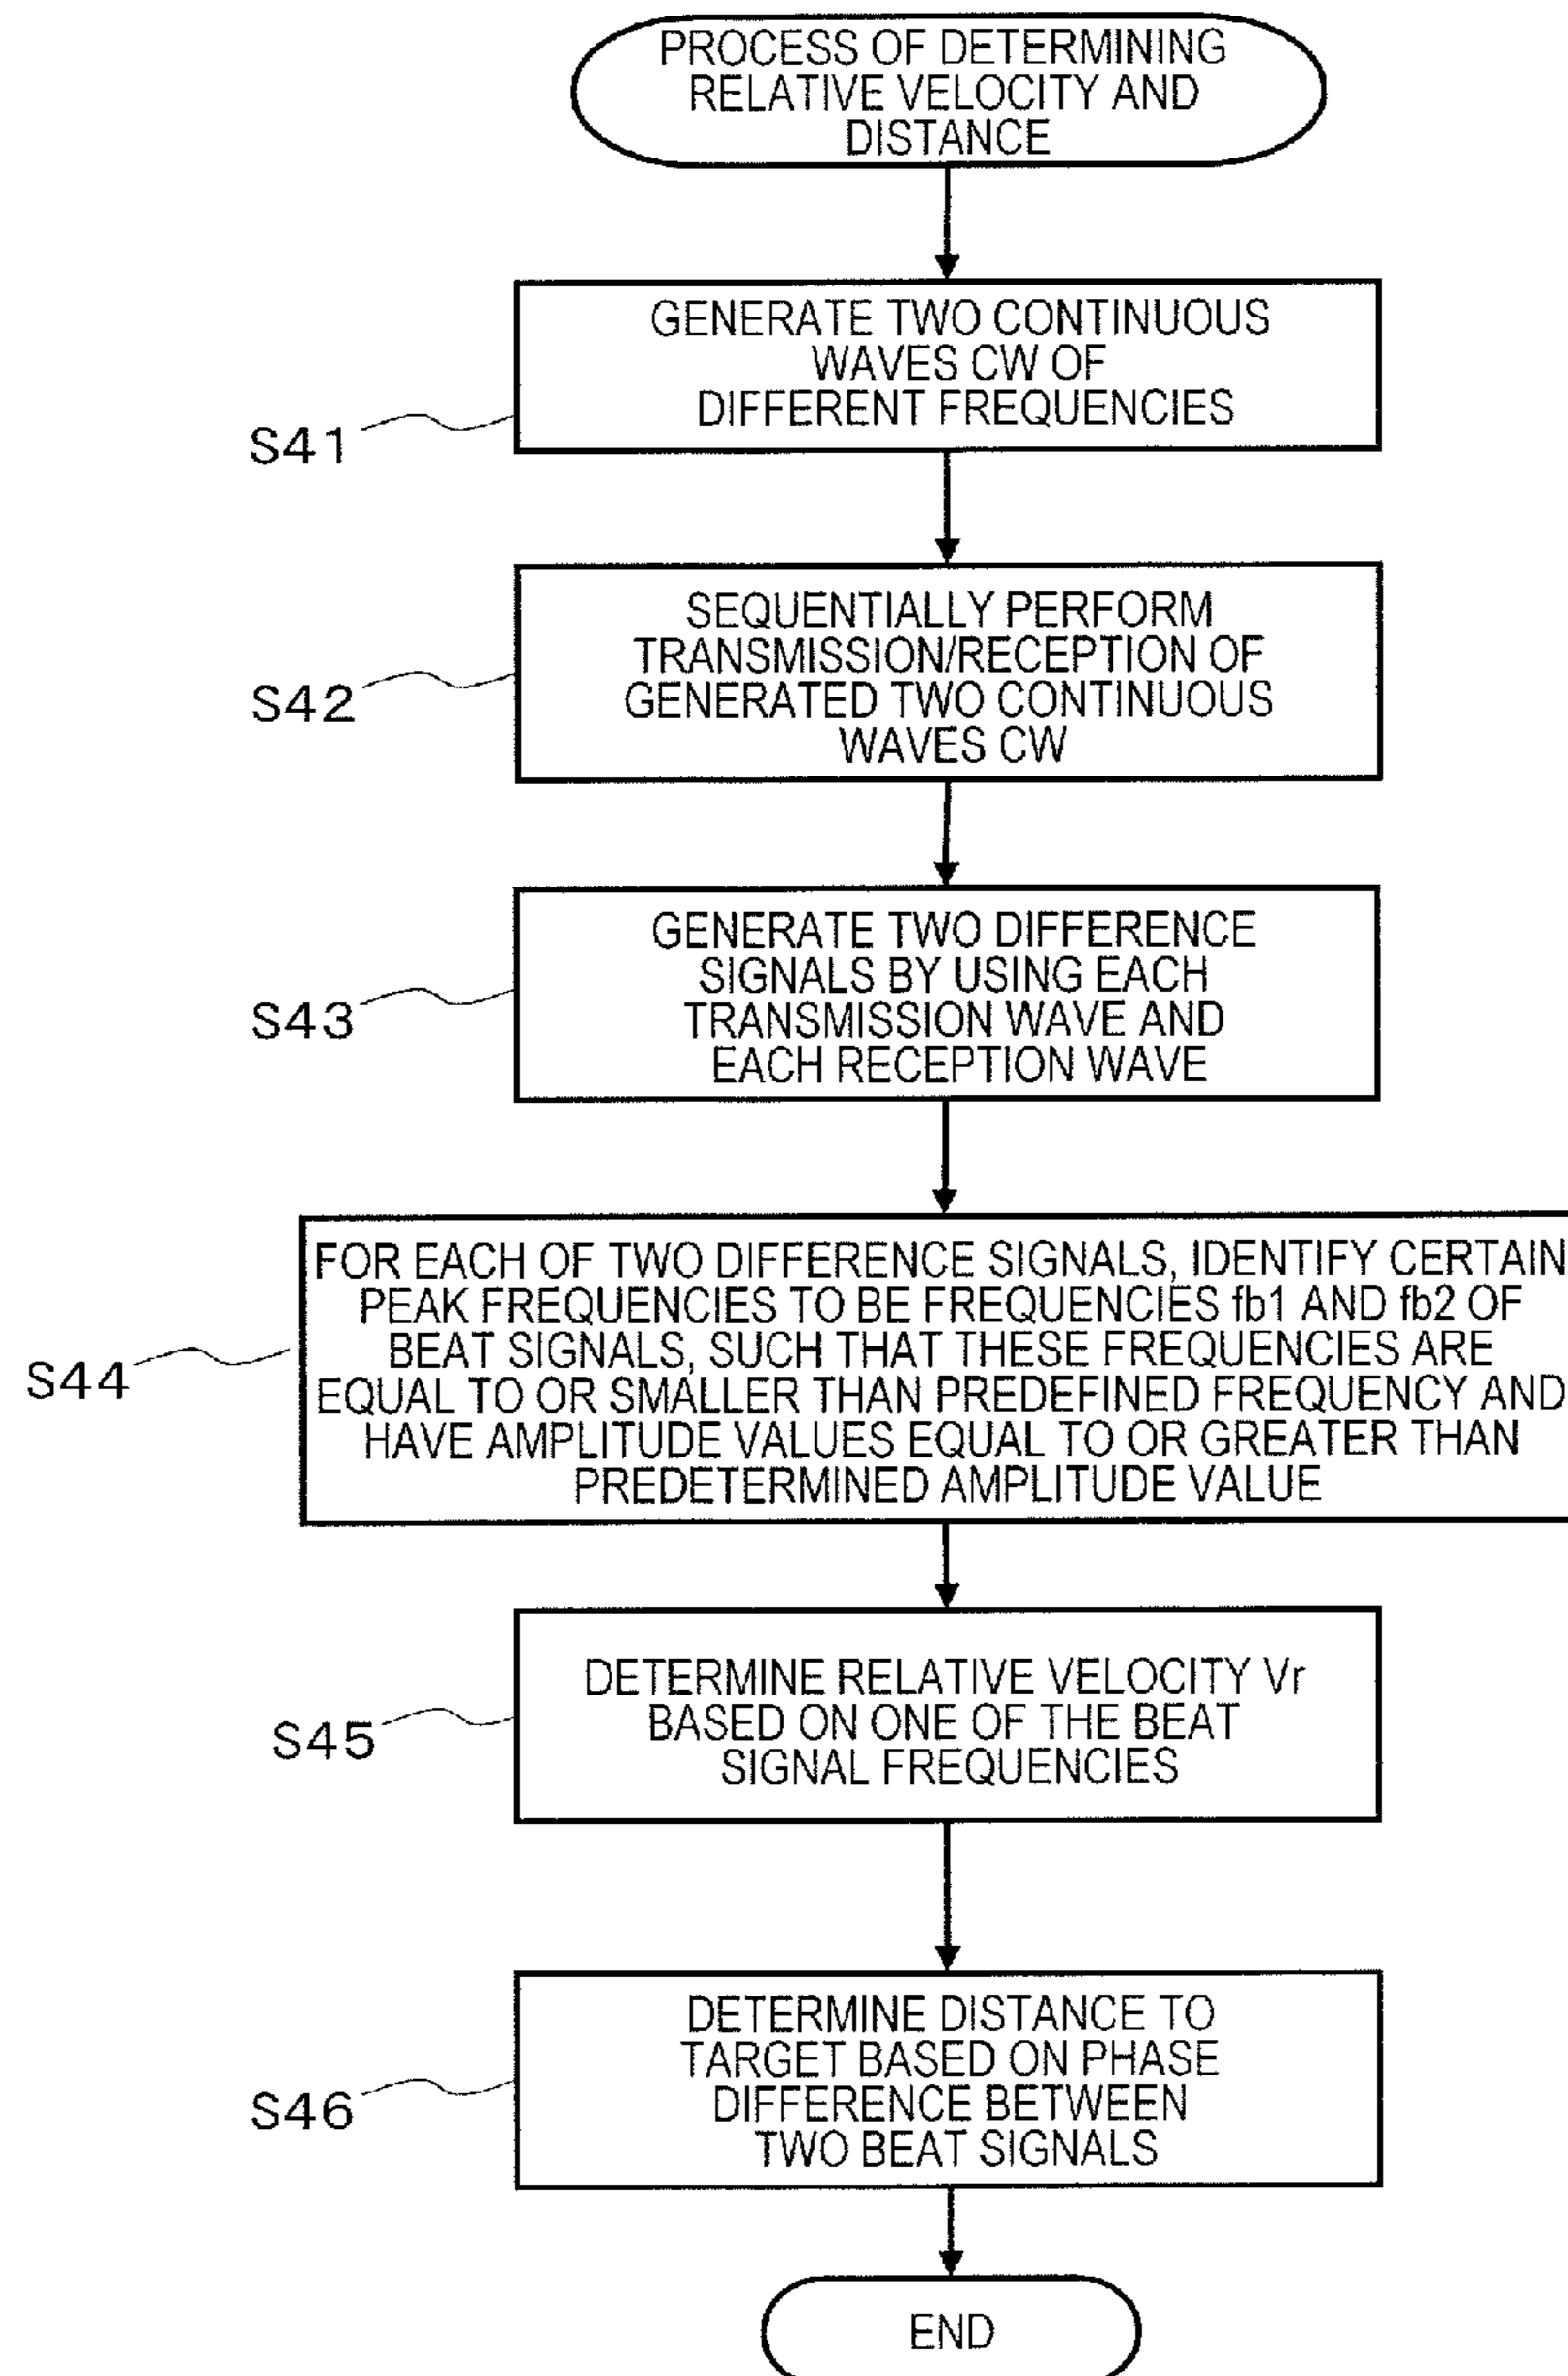 PROCESS OF DETERMINING
RELATIVE VELOCITY AND
DISTANCE
GENERATE TWO CONTINUOUS
WAVES CW OF
DIFFERENT FREQUENCIES
S41
SEQUENTIALLY PERFORM
TRANSMISSION/RECEPTION OF
GENERATED TWO CONTINUOUS
WAVES CW
S42
GENERATE TWO DIFFERENCE
SIGNALS BY USING EACH
TRANSMISSION WAVE AND
EACH RECEPTION WAVE
S43
FOR EACH OF TWO DIFFERENCE SIGNALS, IDENTIFY CERTAIN
PEAK FREQUENCIES TO BE FREQUENCIES fb1 AND fb2 OF
BEAT SIGNALS, SUCH THAT THESE FREQUENCIES ARE
EQUAL TO OR SMALLER THAN PREDEFINED FREQUENCY AND
HAVE AMPLITUDE VALUES EQUAL TO OR GREATER THAN
PREDETERMINED AMPLITUDE VALUE
S44
DETERMINE RELATIVE VELOCITY Vr
BASED ON ONE OF THE BEAT
SIGNAL FREQUENCIES
S45
DETERMINE DISTANCE TO
TARGET BASED ON PHASE
DIFFERENCE BETWEEN
TWO BEAT SIGNALS
S46
END